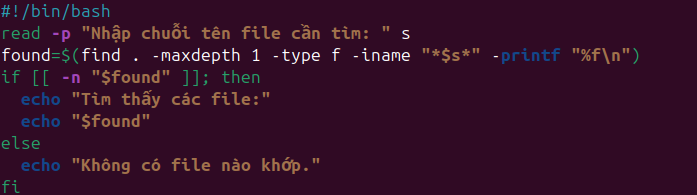 #!/bin/bash
read -p "Nhập chuỗi tên file cần tìm: " s
found=$(find . -maxdepth 1 -type f -iname "*$s*" -printf "%f\n")
if [[ -n "$found" ]]; then
  echo "Tìm thấy các file:"
  echo "$found"
else
  echo "Không có file nào khớp."
fi